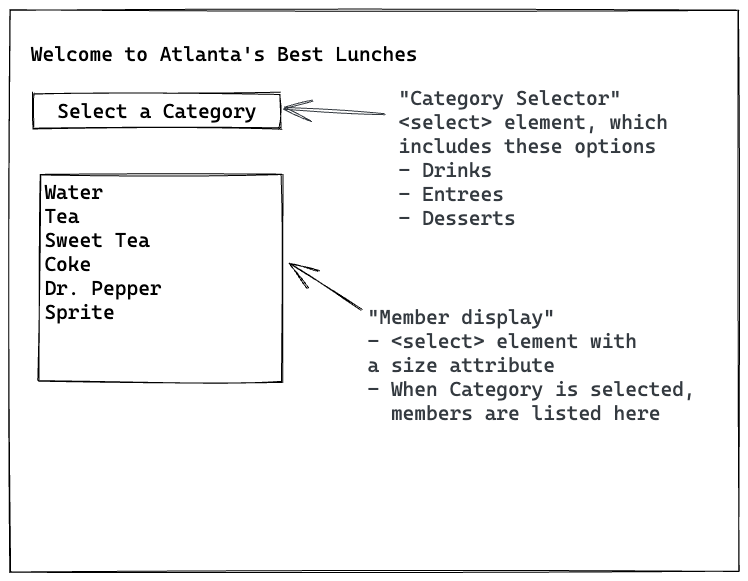 Welcome to Atlanta's Best Lunches
Select a Category
"Category Selector"
<select> element, which
includes these options
- Drinks
- Entrees
- Desserts
Water
Tea
Sweet Tea
Coke
Dr. Pepper
Sprite
"Member display"
- <select> element with
a size attribute
- When Category is selected,
members are listed here